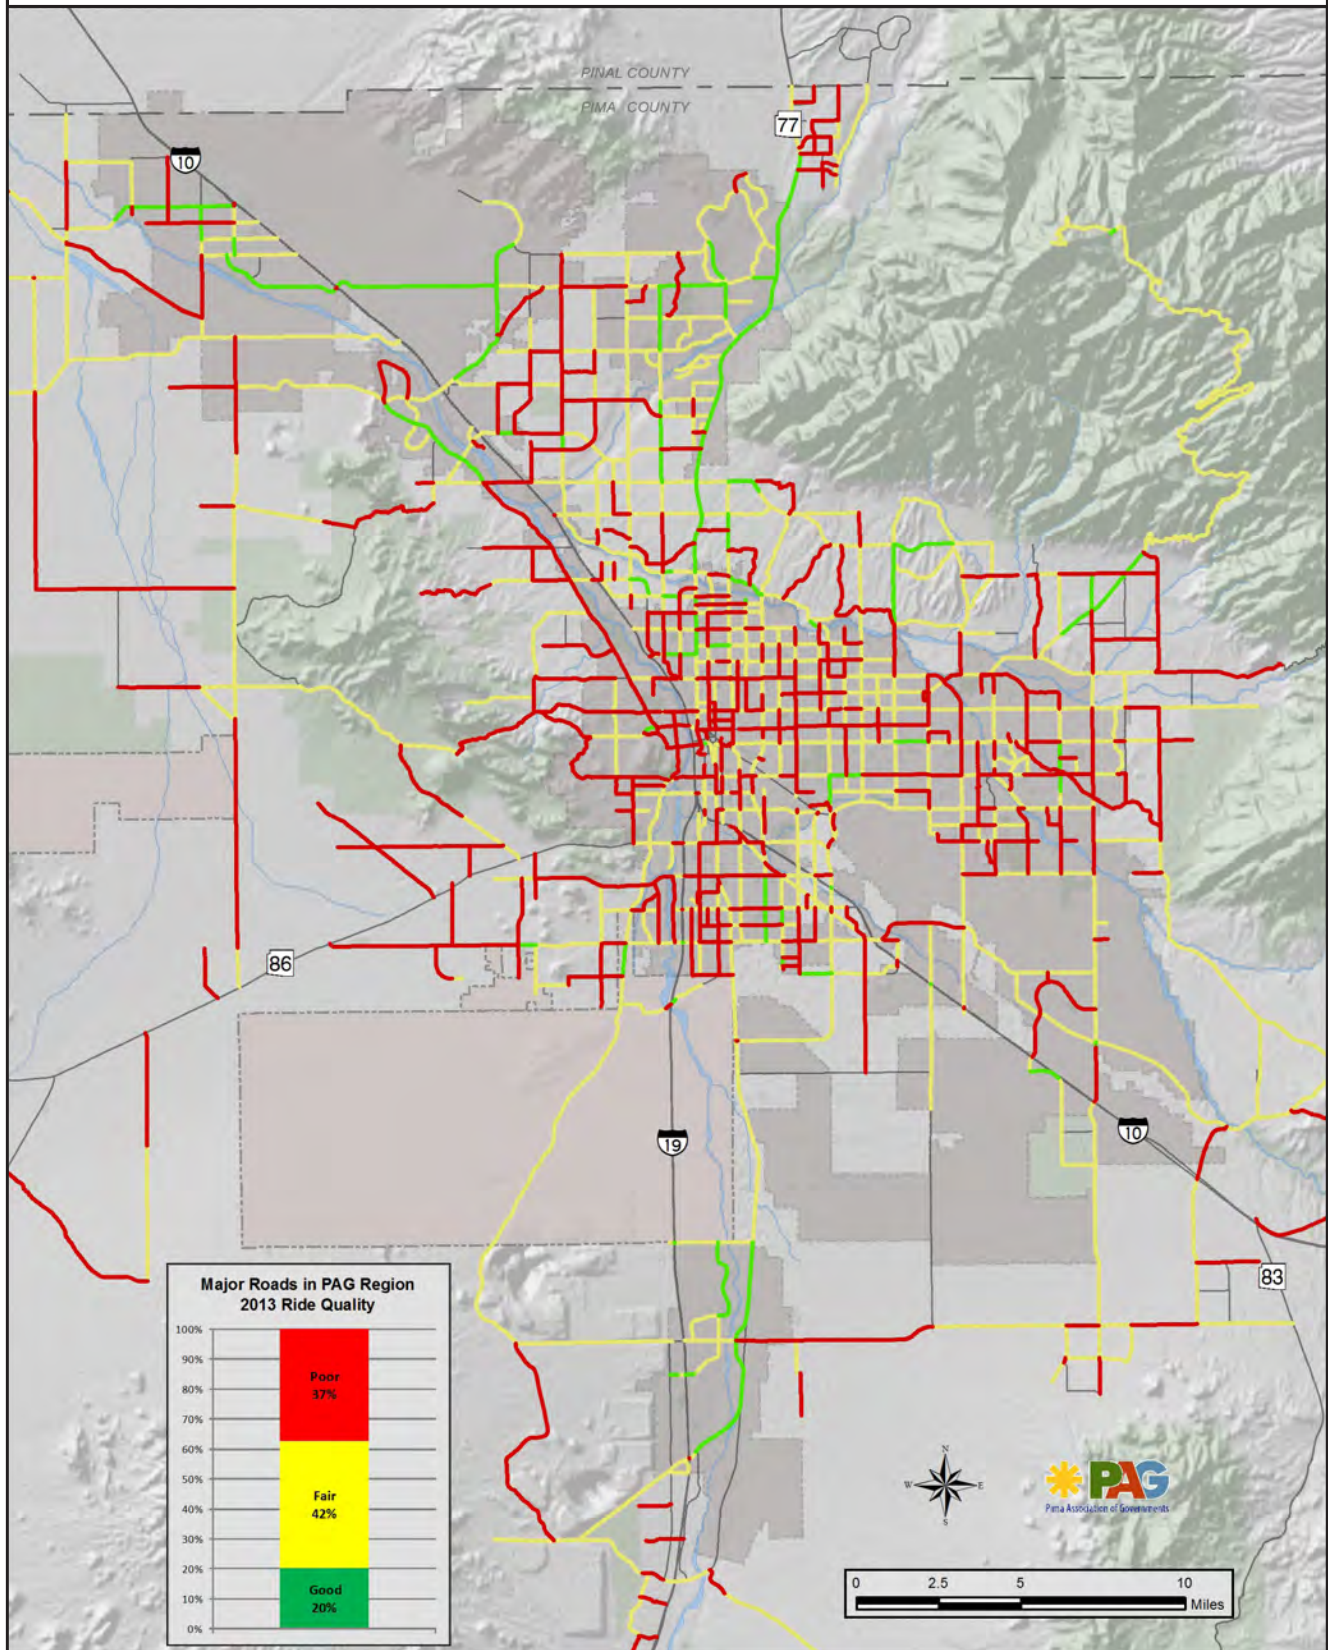 PINAL COUNTY
PIMA COUNTY
77
10
86
19
10
83
Major Roads in PAG Region
2013 Ride Quality
100%
90%
80%
70%
60%
50%
40%
30%
20%
10%
0%
Poor
37%
Fair
42%
Good
20%
N
W
E
S
PAG
Pima Association of Governments
0 2.5 5 10
Miles